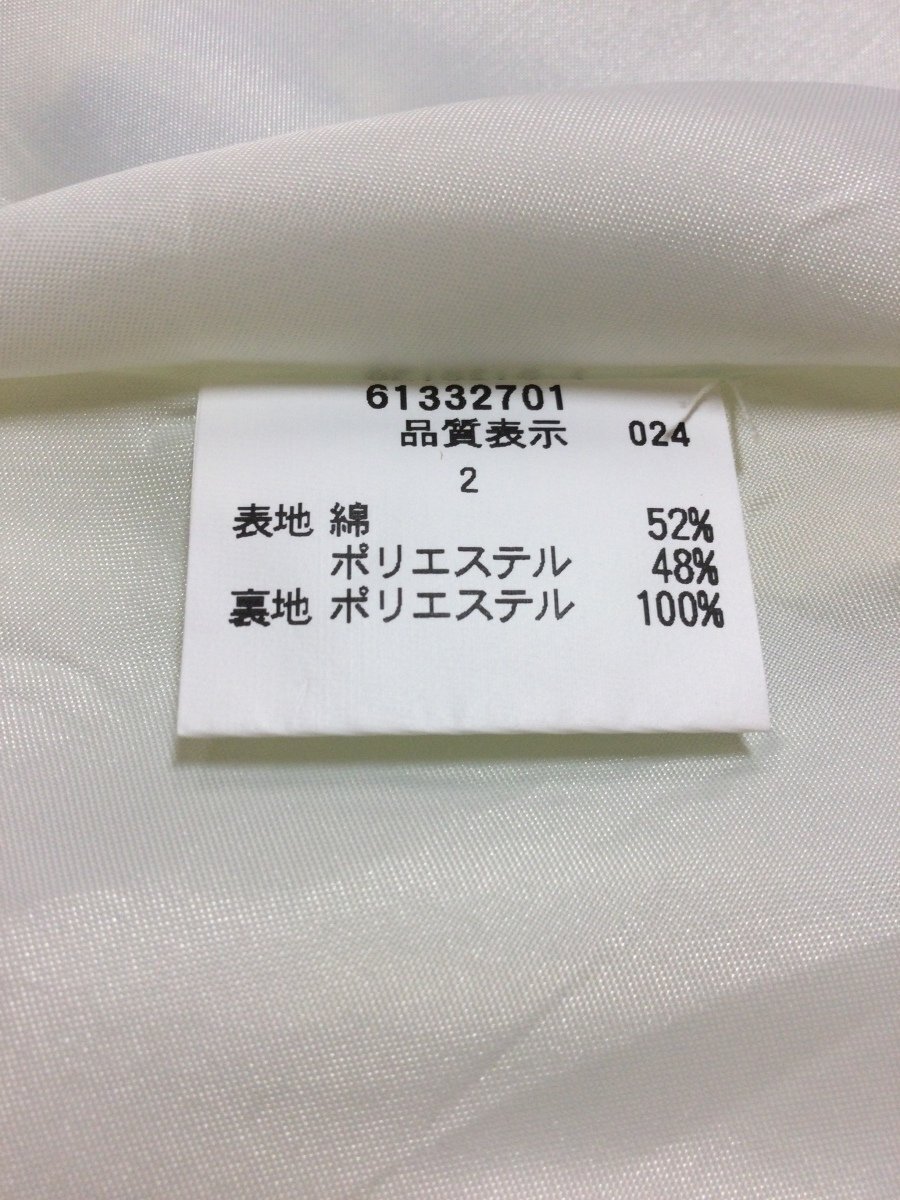 61332701
品質表示 024
2
表地 綿 52%
ポリエステル 48%
裏地 ポリエステル 100%